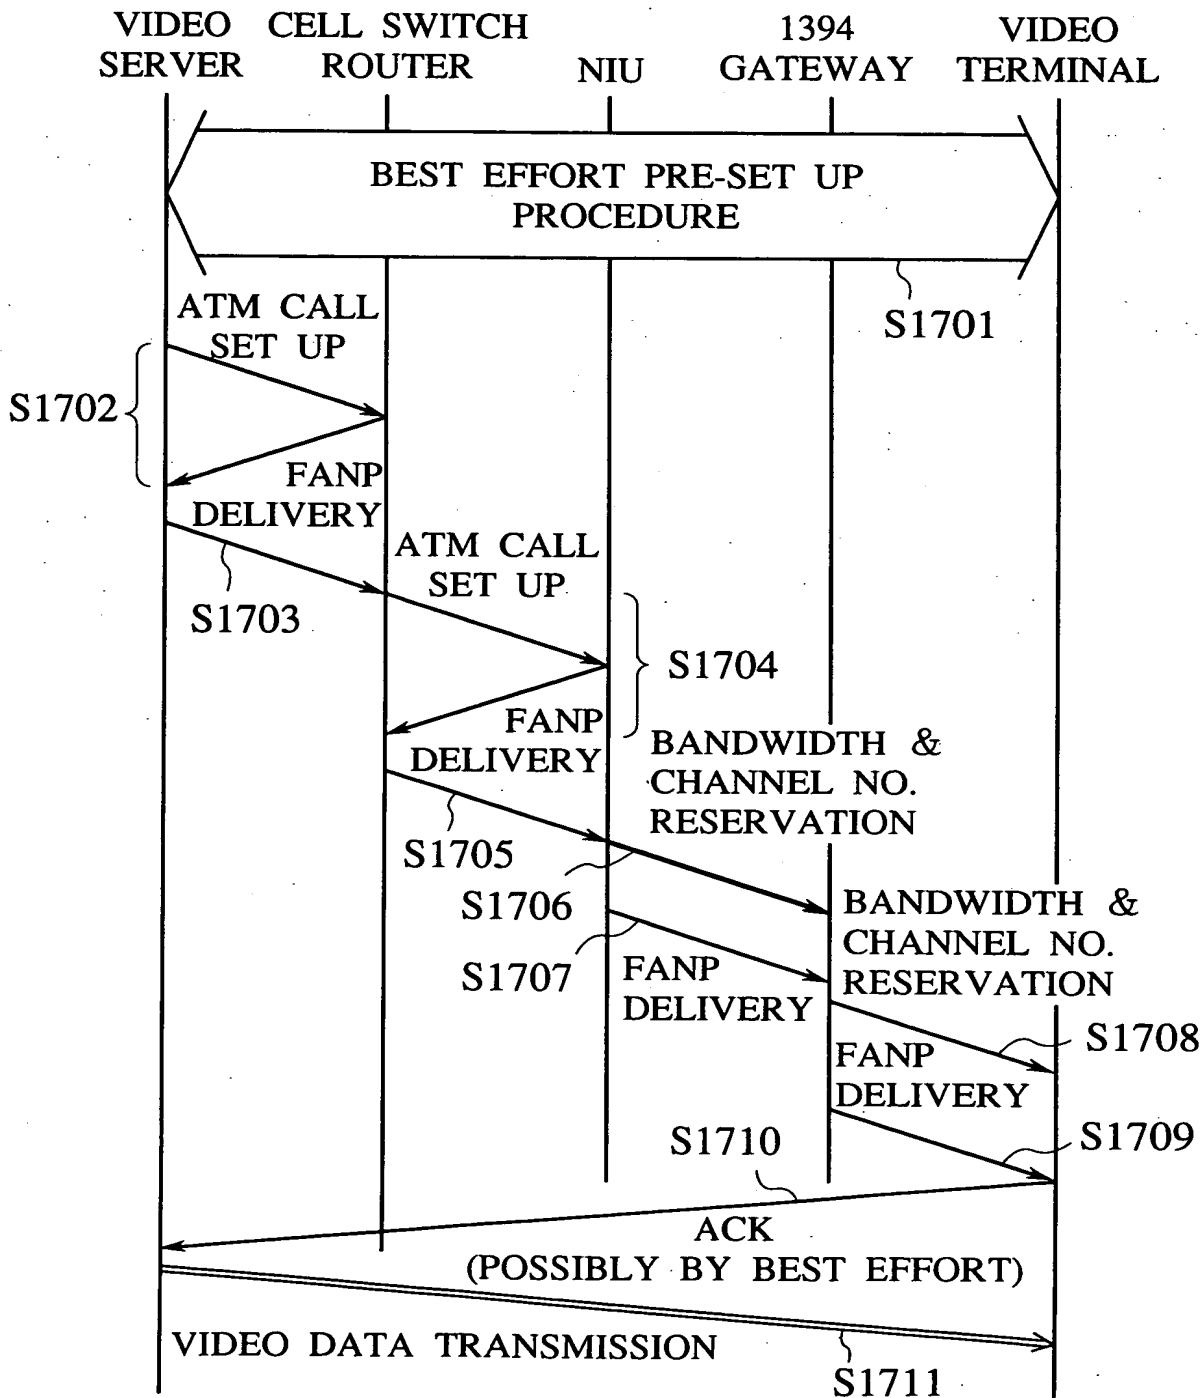 VIDEO
SERVER
CELL SWITCH
ROUTER
NIU
1394
GATEWAY
VIDEO
TERMINAL
BEST EFFORT PRE-SET UP
PROCEDURE
S1701
ATM CALL
SET UP
S1702
FANP
DELIVERY
S1703
ATM CALL
SET UP
S1704
FANP
DELIVERY
S1705
BANDWIDTH &
CHANNEL NO.
RESERVATION
S1706
S1707
FANP
DELIVERY
BANDWIDTH &
CHANNEL NO.
RESERVATION
S1708
FANP
DELIVERY
S1709
S1710
ACK
(POSSIBLY BY BEST EFFORT)
VIDEO DATA TRANSMISSION
S1711